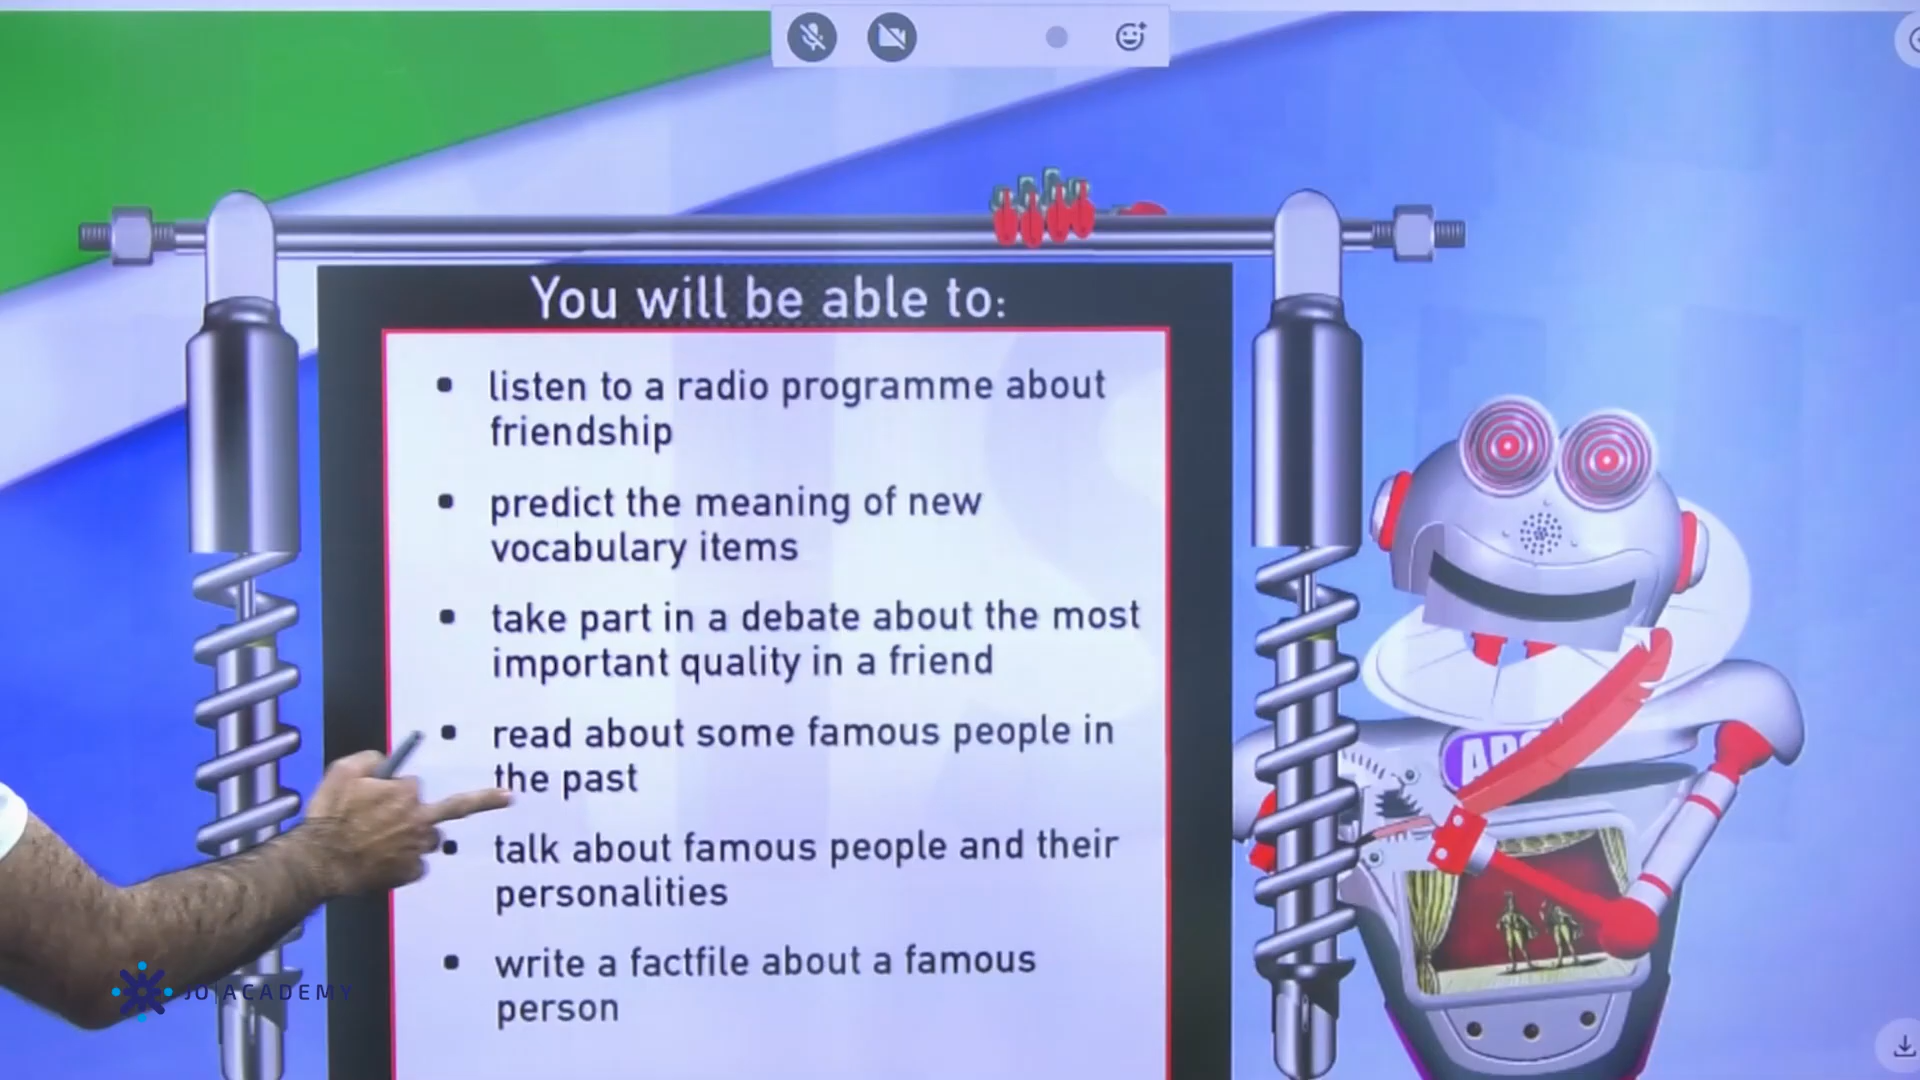 You will be able to:
▪ listen to a radio programme about
friendship
▪ predict the meaning of new
vocabulary items
▪ take part in a debate about the most
important quality in a friend
▪ read about some famous people in
the past
▪ talk about famous people and their
personalities
▪ write a factfile about a famous
person
JO|ACADEMY